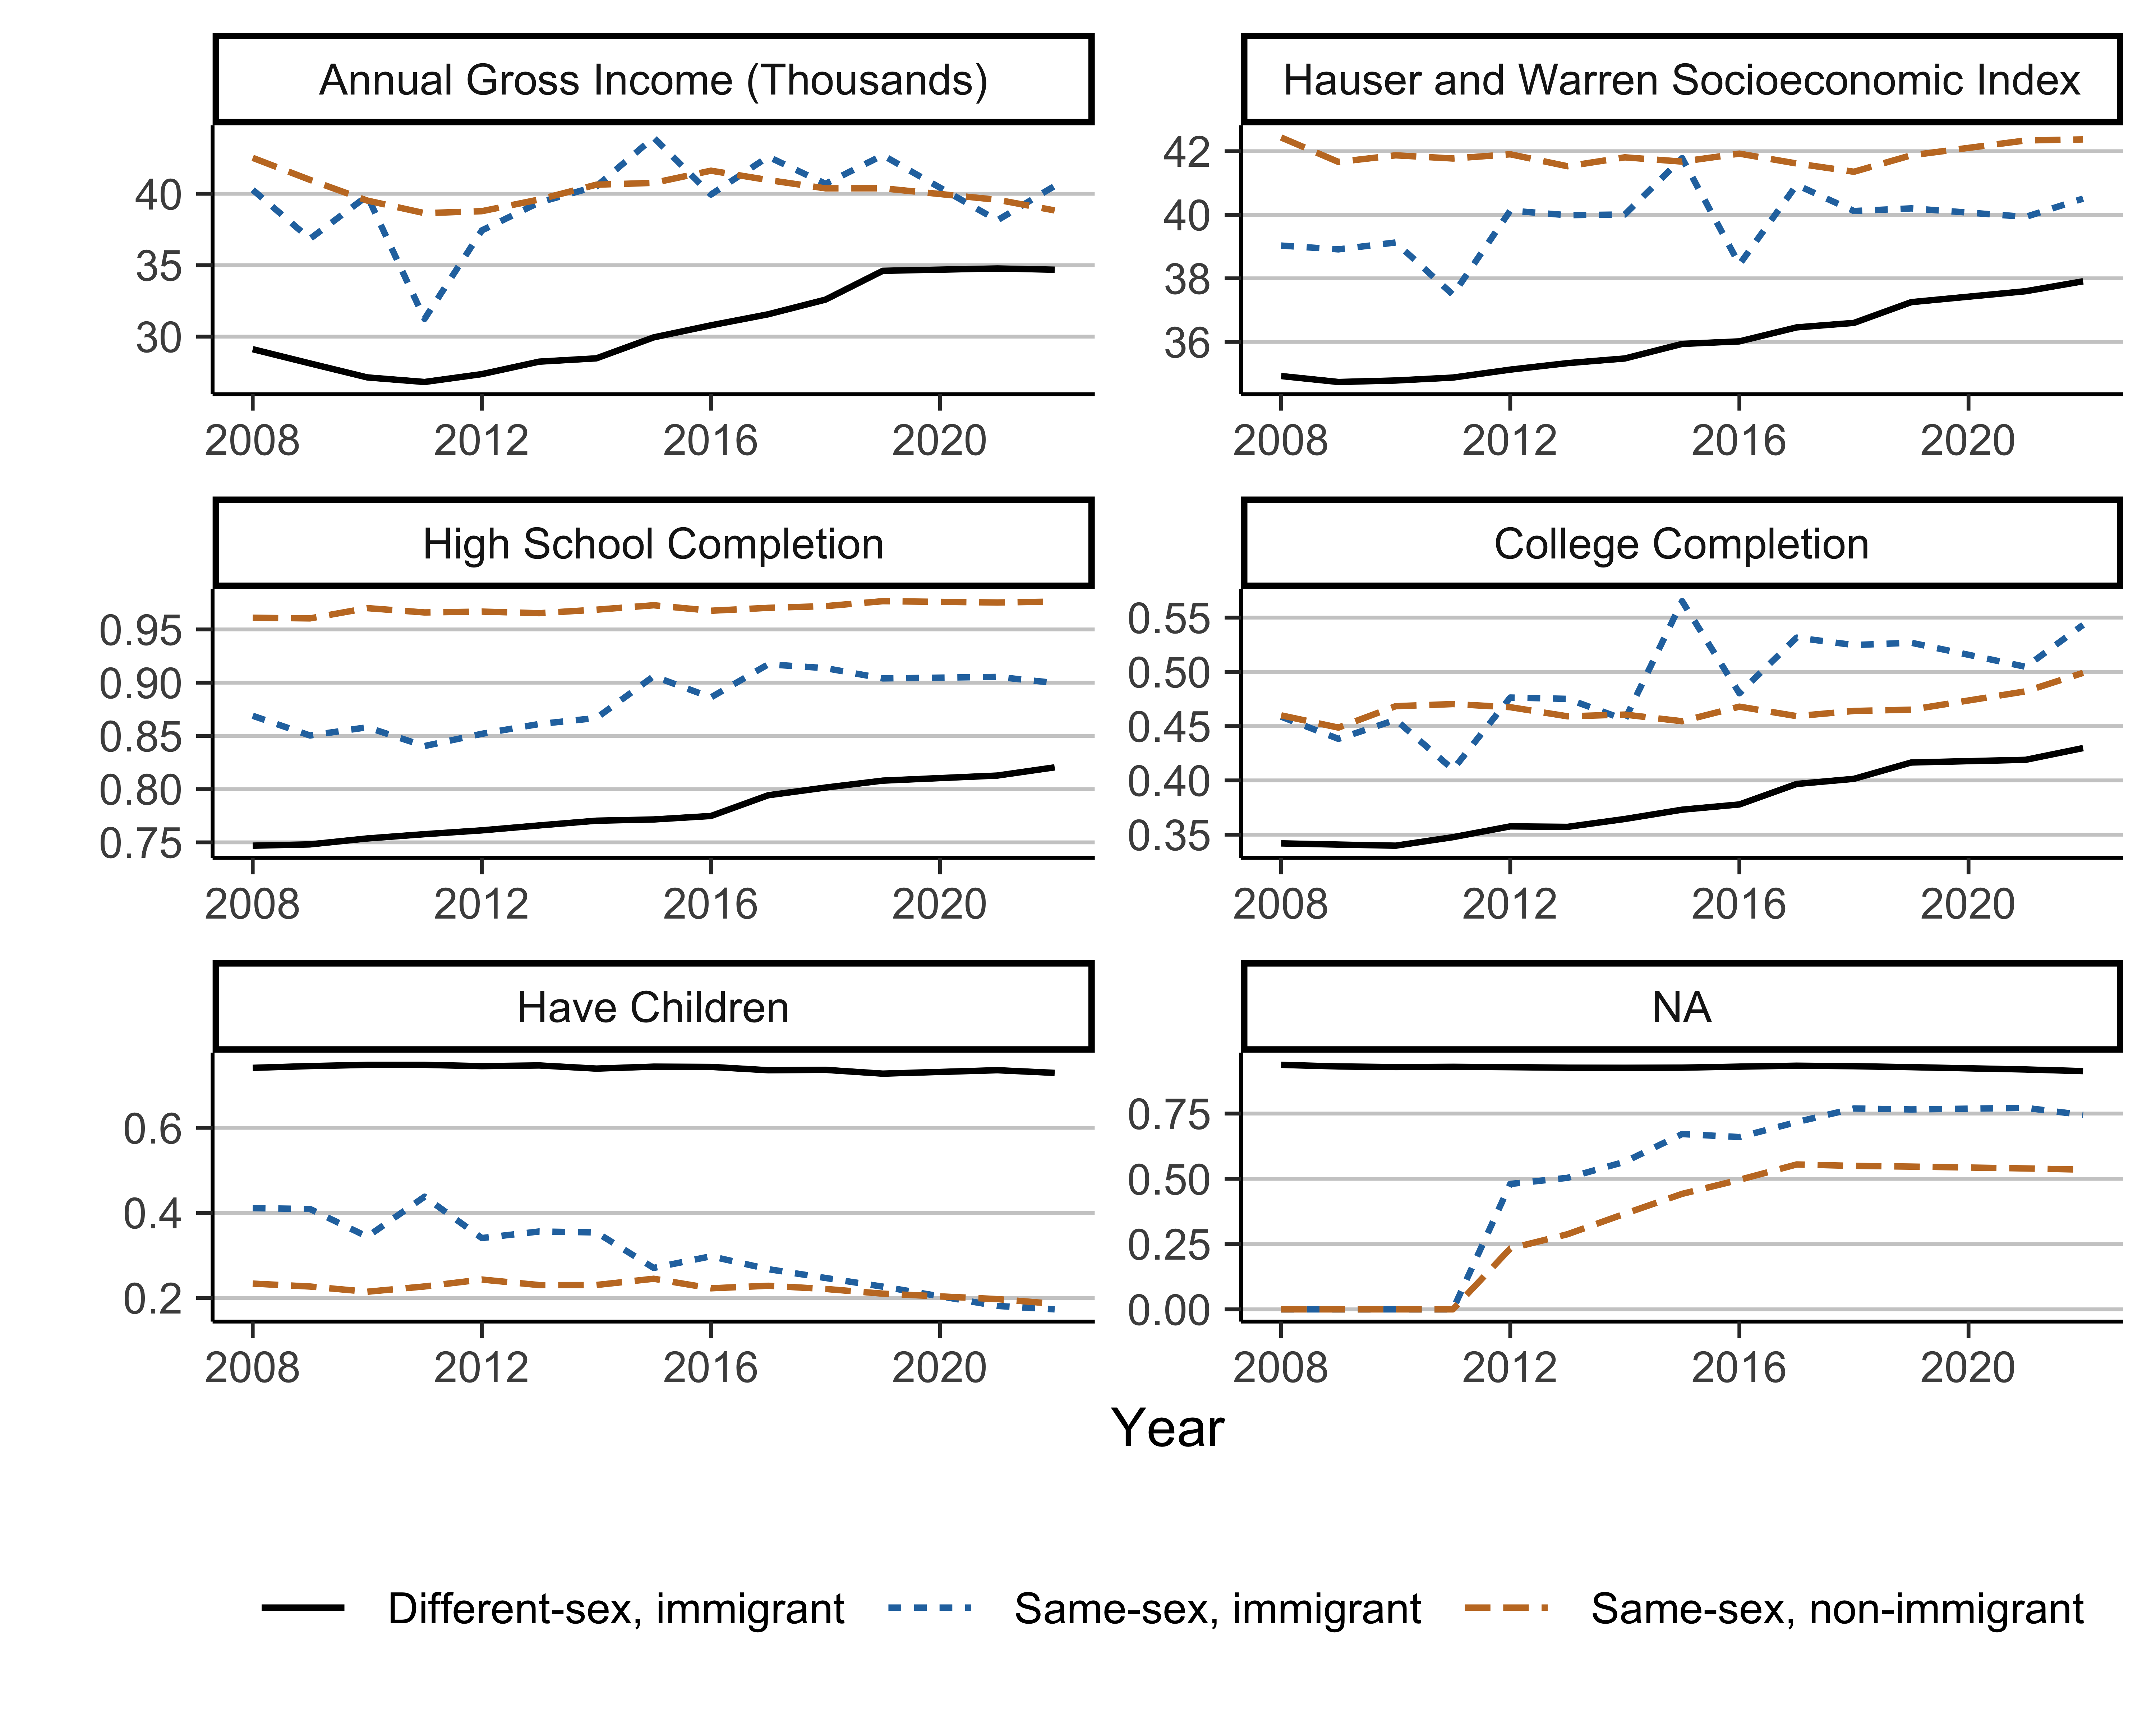 Annual Gross Income (Thousands)
40
35
30
2008 2012 2016 2020
Hauser and Warren Socioeconomic Index
42
40
38
36
2008 2012 2016 2020
High School Completion
0.95
0.90
0.85
0.80
0.75
2008 2012 2016 2020
College Completion
0.55
0.50
0.45
0.40
0.35
2008 2012 2016 2020
Have Children
0.6
0.4
0.2
2008 2012 2016 2020
NA
0.75
0.50
0.25
0.00
2008 2012 2016 2020
Year
Different-sex, immigrant Same-sex, immigrant Same-sex, non-immigrant